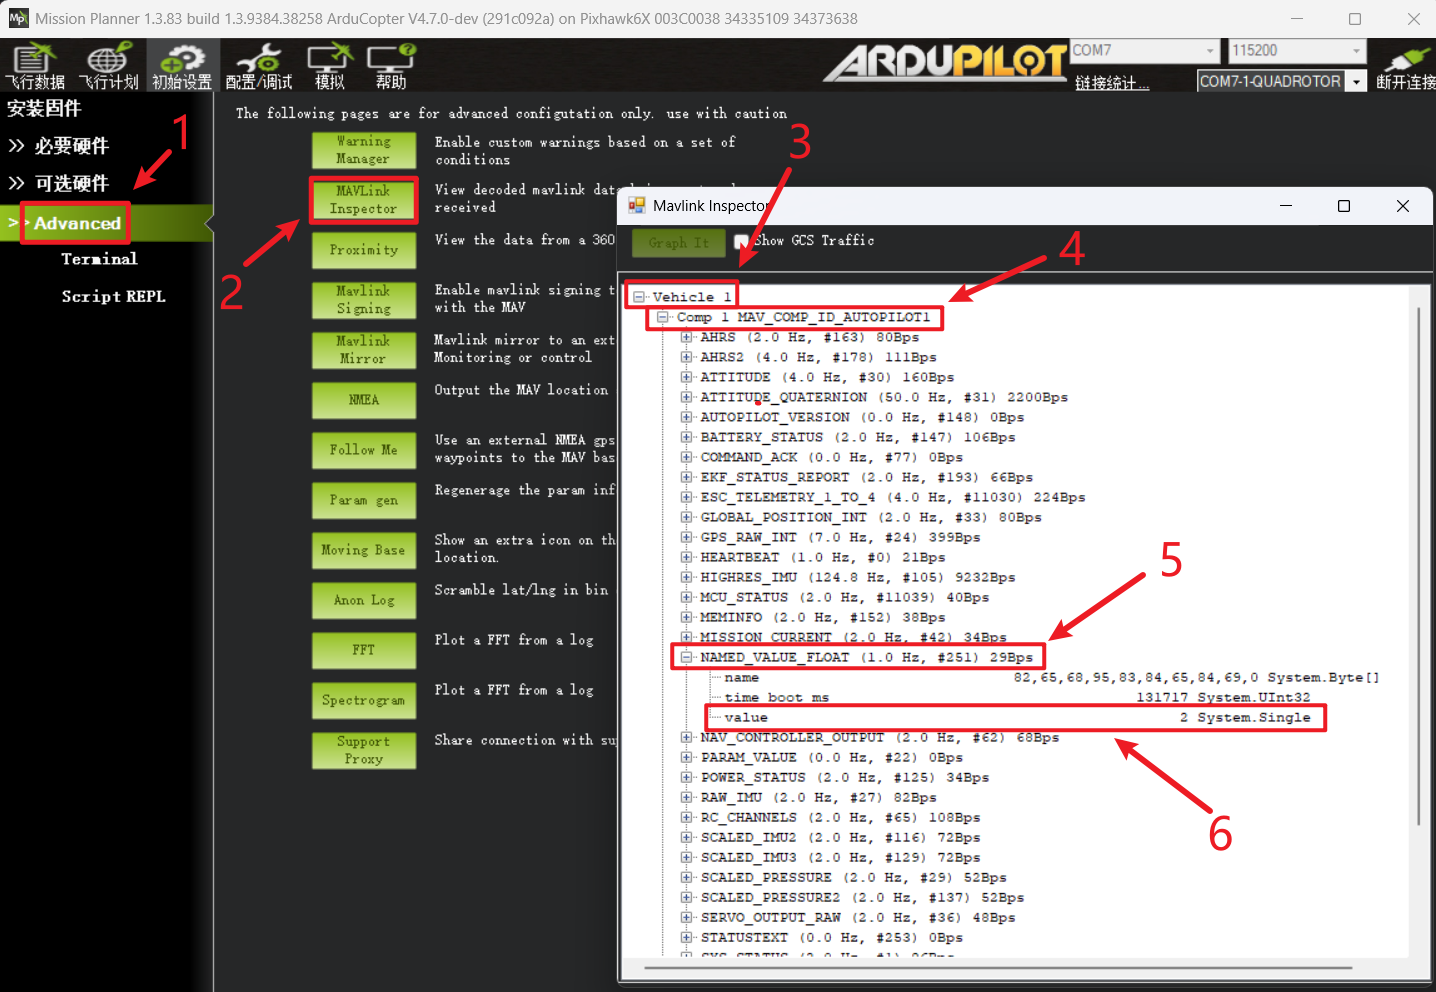 Mission Planner 1.3.83 build 1.3.9384.38258 ArduCopter V4.7.0-dev (291c092a) on Pixhawk6X 003C0038 34335109 34373638
飞行数据
飞行计划
初始设置
配置/调试
模拟
帮助
ARDUPILOT
COM7
115200
链接统计...
COM7-1-QUADROTOR
断开连接
安装固件
>> 必要硬件
>> 可选硬件
>> Advanced
Terminal
Script REPL
1
The following pages are for advanced configutation only. use with caution
Warning Manager
Enable custom warnings based on a set of
conditions
MAVLink Inspector
View decoded mavlink data
received
2
Proximity
View the data from a 360
Mavlink Signing
Enable mavlink signing t
with the MAV
Mavlink Mirror
Mavlink mirror to an ext
Monitoring or control
NMEA
Output the MAV location
Follow Me
Use an external NMEA gps
waypoints to the MAV bas
Param gen
Regenerage the param inf
Moving Base
Show an extra icon on th
location.
Anon Log
Scramble lat/lng in bin
FFT
Plot a FFT from a log
Spectrogram
Plot a FFT from a log
Support Proxy
Share connection with su
3
Mavlink Inspector
Graph It
Show GCS Traffic
4
Vehicle 1
Comp 1 MAV_COMP_ID_AUTOPILOT1
AHRS (2.0 Hz, #163) 80Bps
AHRS2 (4.0 Hz, #178) 111Bps
ATTITUDE (4.0 Hz, #30) 160Bps
ATTITUDE_QUATERNION (50.0 Hz, #31) 2200Bps
AUTOPILOT_VERSION (0.0 Hz, #148) 0Bps
BATTERY_STATUS (2.0 Hz, #147) 106Bps
COMMAND_ACK (0.0 Hz, #77) 0Bps
EKF_STATUS_REPORT (2.0 Hz, #193) 66Bps
ESC_TELEMETRY_1_TO_4 (4.0 Hz, #11030) 224Bps
GLOBAL_POSITION_INT (2.0 Hz, #33) 80Bps
GPS_RAW_INT (7.0 Hz, #24) 399Bps
HEARTBEAT (1.0 Hz, #0) 21Bps
HIGHRES_IMU (124.8 Hz, #105) 9232Bps
MCU_STATUS (2.0 Hz, #11039) 40Bps
MEMINFO (2.0 Hz, #152) 38Bps
MISSION_CURRENT (2.0 Hz, #42) 34Bps
5
NAMED_VALUE_FLOAT (1.0 Hz, #251) 29Bps
name 82,65,68,95,83,84,65,84,69,0 System.Byte[]
time_boot_ms 131717 System.UInt32
value 2 System.Single
NAV_CONTROLLER_OUTPUT (2.0 Hz, #62) 68Bps
PARAM_VALUE (0.0 Hz, #22) 0Bps
POWER_STATUS (2.0 Hz, #125) 34Bps
RAW_IMU (2.0 Hz, #27) 82Bps
RC_CHANNELS (2.0 Hz, #65) 108Bps
6
SCALED_IMU2 (2.0 Hz, #116) 72Bps
SCALED_IMU3 (2.0 Hz, #129) 72Bps
SCALED_PRESSURE (2.0 Hz, #29) 52Bps
SCALED_PRESSURE2 (2.0 Hz, #137) 52Bps
SERVO_OUTPUT_RAW (2.0 Hz, #36) 48Bps
STATUSTEXT (0.0 Hz, #253) 0Bps